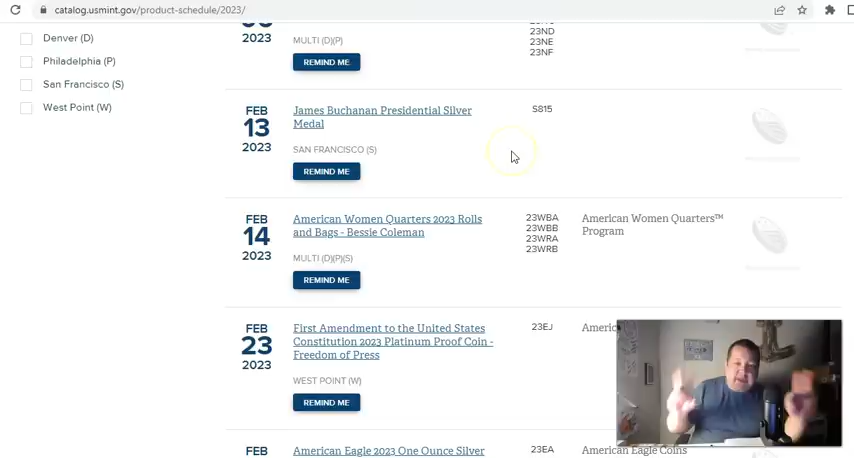 catalog.usmint.gov/product-schedule/2023/
Denver (D)
Philadelphia (P)
San Francisco (S)
West Point (W)
2023
MULTI (D)(P)
23ND
23NE
23NF
REMIND ME
FEB
13
2023
James Buchanan Presidential Silver
Medal
SAN FRANCISCO (S)
S815
REMIND ME
FEB
14
2023
American Women Quarters 2023 Rolls
and Bags - Bessie Coleman
MULTI (D)(P)(S)
23WBA
23WBB
23WRA
23WRB
American Women Quarters™
Program
REMIND ME
FEB
23
2023
First Amendment to the United States
Constitution 2023 Platinum Proof Coin -
Freedom of Press
WEST POINT (W)
23EJ
REMIND ME
FEB
American Eagle 2023 One Ounce Silver
23EA
American Eagle Coins